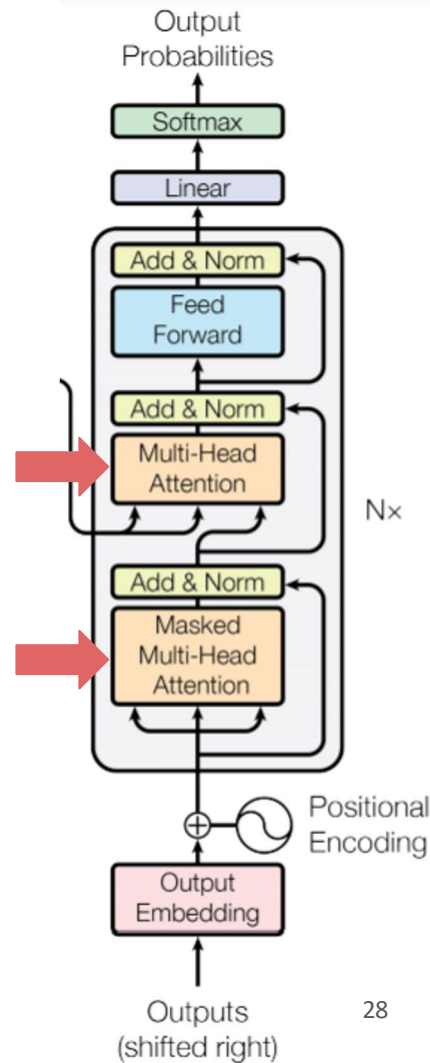 Output
Probabilities
Softmax
Linear
Add & Norm
Feed
Forward
Add & Norm
Multi-Head
Attention
N×
Add & Norm
Masked
Multi-Head
Attention
Positional
Encoding
Output
Embedding
Outputs
(shifted right)
28